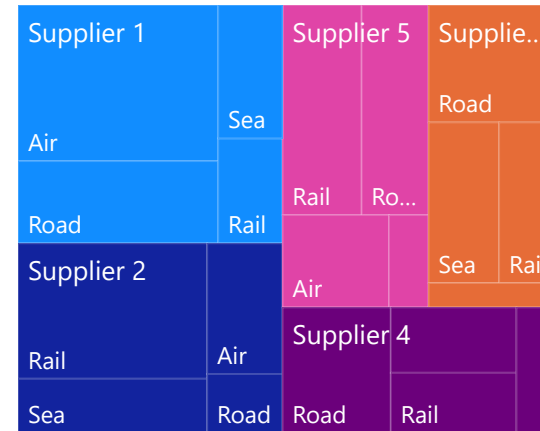 Supplier 1
Air
Sea
Road
Rail
Supplier 2
Rail
Air
Sea
Road
Supplier 5
Rail
Ro...
Air
Supplie...
Road
Sea
Rai
Supplier 4
Road
Rail